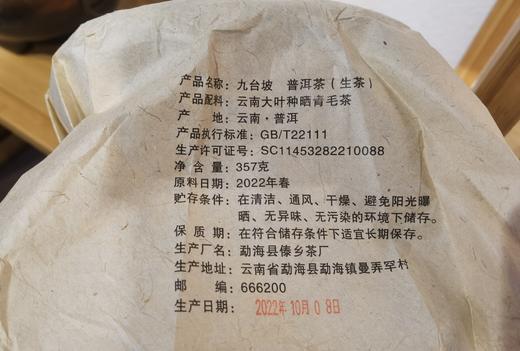 产品名称：九台坡 普洱茶（生茶）
产品配料：云南大叶种晒青毛茶
产 地：云南·普洱
产品执行标准：GB/T22111
生产许可证号：SC11453282210088
净 含 量：357克
原料日期：2022年春
贮存条件：在清洁、通风、干燥、避免阳光曝
晒、无异味、无污染的环境下储存。
保 质 期：在符合储存条件下适宜长期保存。
生产厂名：勐海县傣乡茶厂
生产地址：云南省勐海县勐海镇曼弄罕村
邮 编：666200
生产日期：2022年10月08日